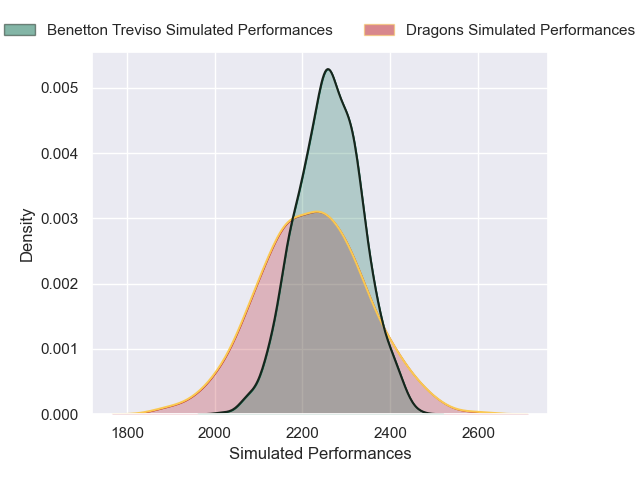 Benetton Treviso Simulated Performances Dragons Simulated Performances
0.005
0.004
0.003
0.002
0.001
0.000
Density
1800 2000 2200 2400 2600
Simulated Performances